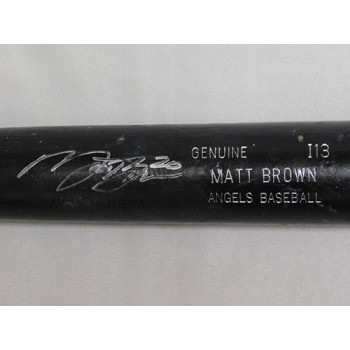 GENUINE I13
MATT BROWN
ANGELS BASEBALL